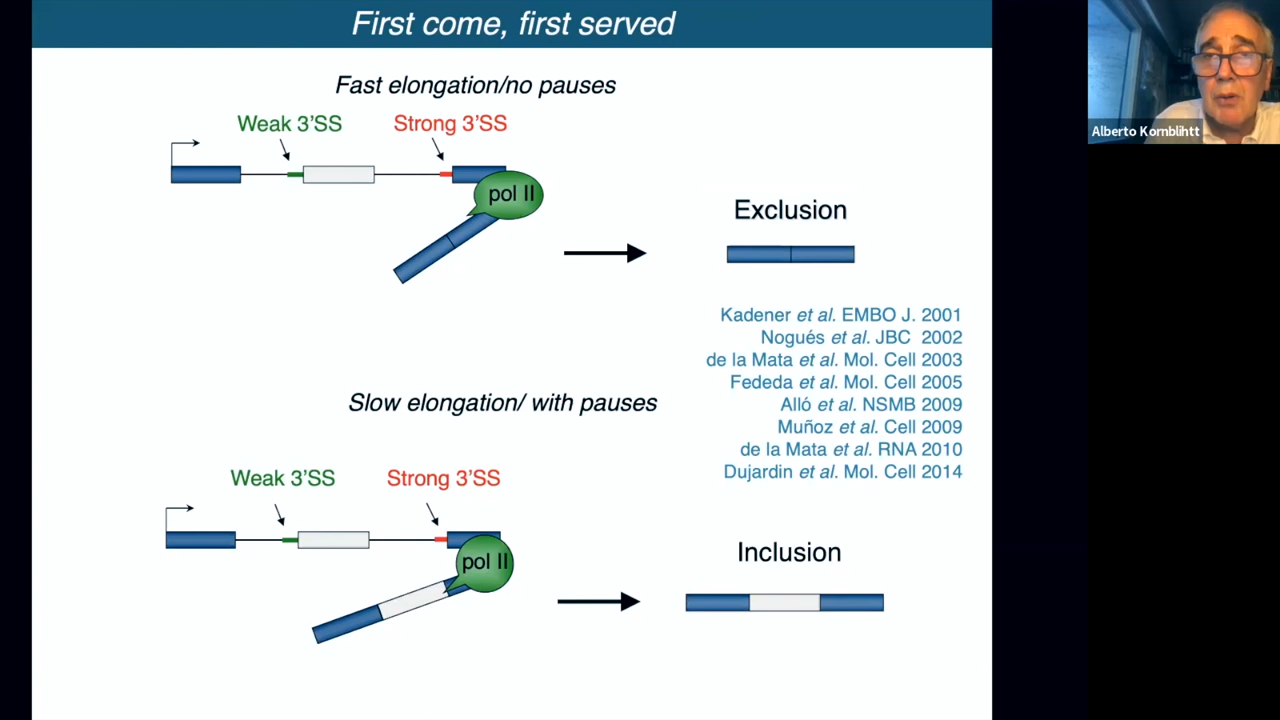 First come, first served
Fast elongation/no pauses
Weak 3'SS
Strong 3'SS
pol II
Exclusion
Kadener et al. EMBO J. 2001
Nogués et al. JBC 2002
de la Mata et al. Mol. Cell 2003
Fededa et al. Mol. Cell 2005
Alló et al. NSMB 2009
Muñoz et al. Cell 2009
de la Mata et al. RNA 2010
Dujardin et al. Mol. Cell 2014
Slow elongation/ with pauses
Weak 3'SS
Strong 3'SS
pol II
Inclusion
Alberto Kornblihtt